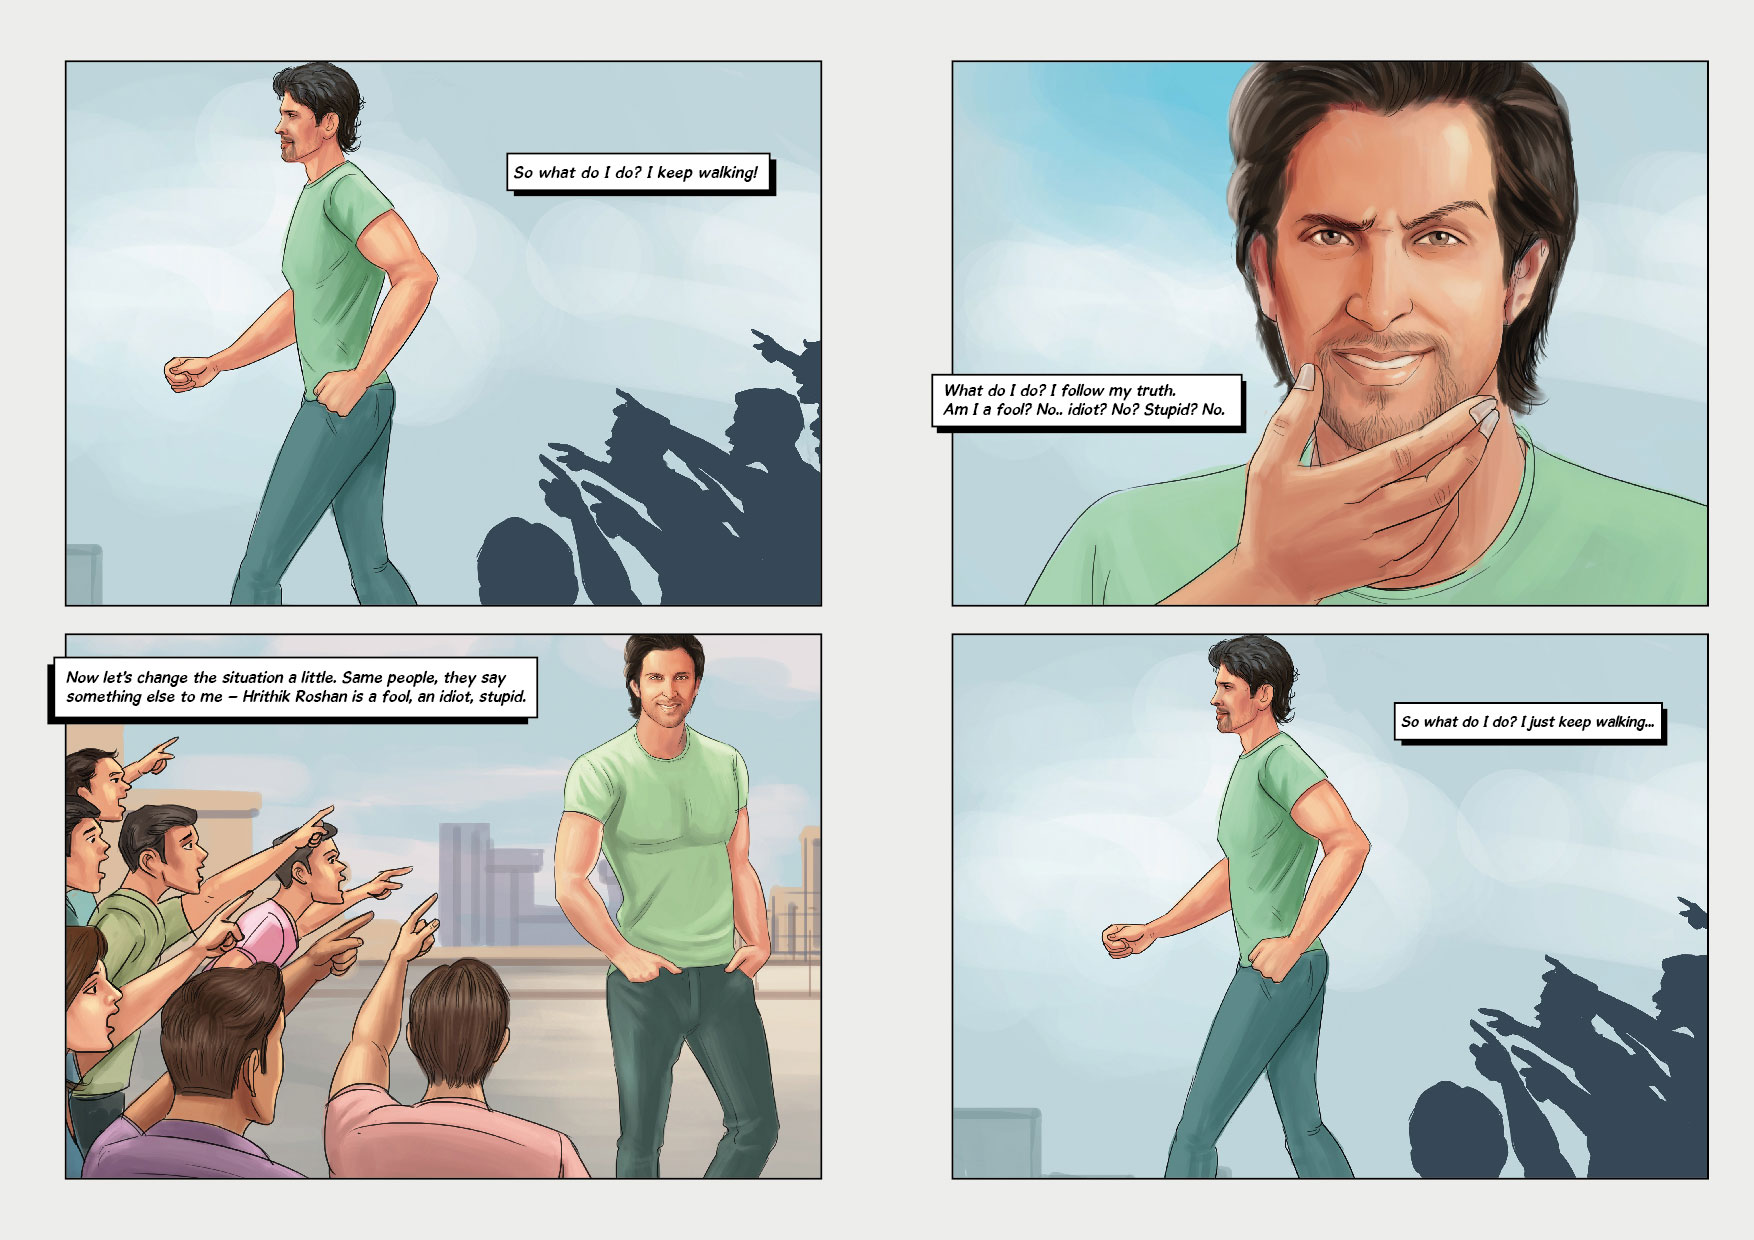 So what do I do? I keep walking!
Now let's change the situation a little. Same people, they say
something else to me – Hrithik Roshan is a fool, an idiot, stupid.
What do I do? I follow my truth.
Am I a fool? No.. idiot? No? Stupid? No.
So what do I do? I just keep walking...